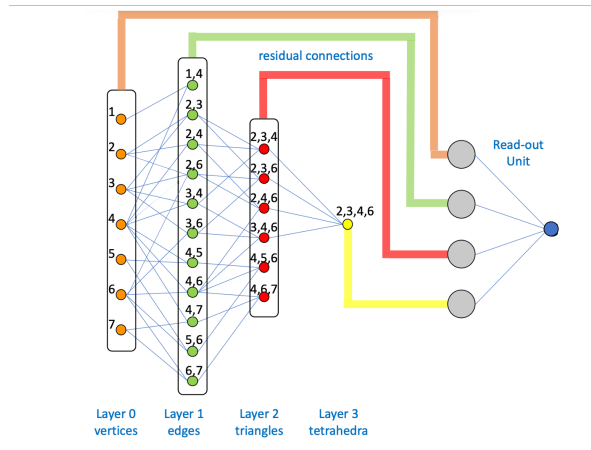 residual connections
1
2
3
4
5
6
7
1,4
2,3
2,4
2,6
3,4
3,6
4,5
4,6
4,7
5,6
6,7
2,3,4
2,3,6
2,4,6
3,4,6
4,5,6
4,6,7
2,3,4,6
Read-out
Unit
Layer 0
vertices
Layer 1
edges
Layer 2
triangles
Layer 3
tetrahedra